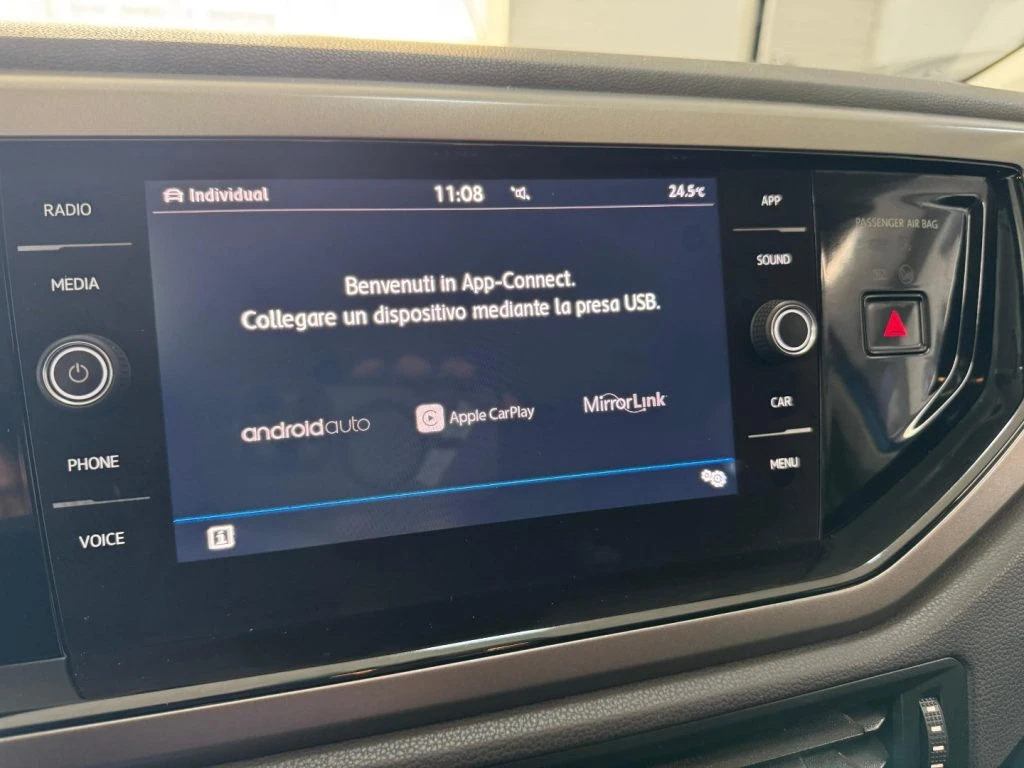 RADIO
MEDIA
PHONE
VOICE
Individual
11:08
24.5°C
Benvenuti in App-Connect.
Collegare un dispositivo mediante la presa USB.
androidauto
Apple CarPlay
MirrorLink
i
APP
SOUND
CAR
MENU
PASSENGER AIR BAG